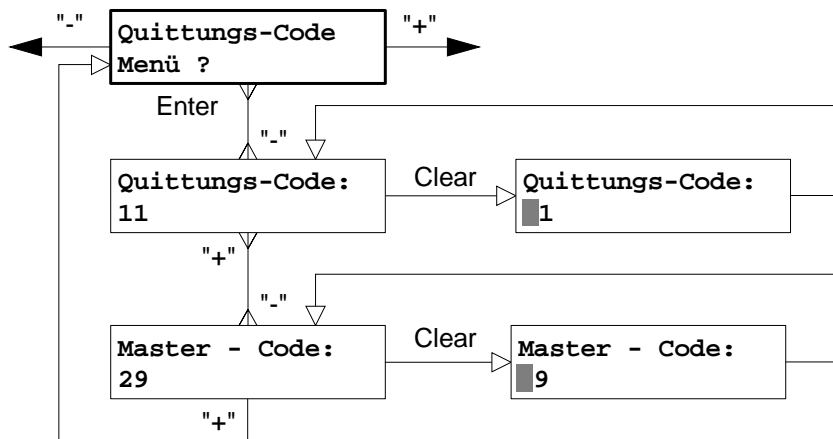 "-"
Quittungs-Code
Menü ?
"+"
Enter
"-"
Quittungs-Code:
11
Clear
Quittungs-Code:
1
"+"
"-"
Master - Code:
29
Clear
Master - Code:
9
"+"